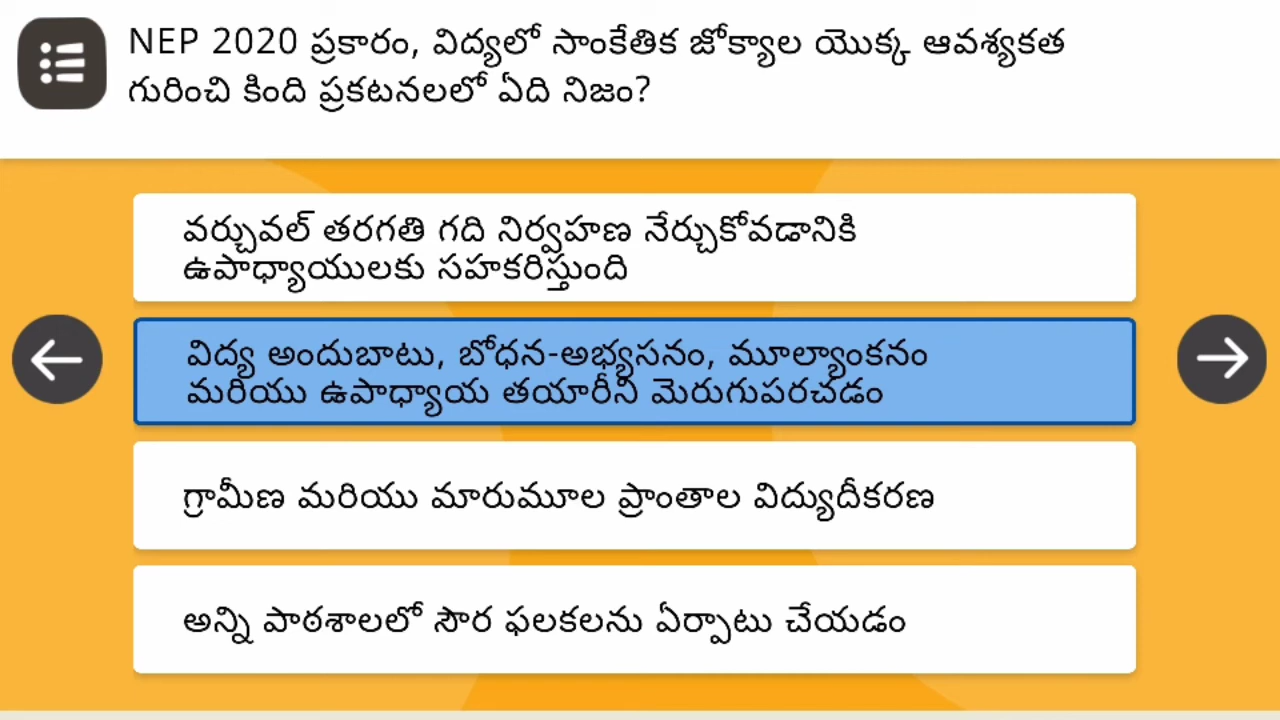 NEP 2020 ప్రకారం, విద్యలో సాంకేతిక జోక్యాల యొక్క ఆవశ్యకత
గురించి కింది ప్రకటనలలో ఏది నిజం?
వర్చువల్ తరగతి గది నిర్వహణ నేర్చుకోవడానికి
ఉపాధ్యాయులకు సహకరిస్తుంది
విద్య అందుబాటు, బోధన-అభ్యసనం, మూల్యాంకనం
మరియు ఉపాధ్యాయ తయారీని మెరుగుపరచడం
గ్రామీణ మరియు మారుమూల ప్రాంతాల విద్యుదీకరణ
అన్ని పాఠశాలలలో సౌర ఫలకలను ఏర్పాటు చేయడం